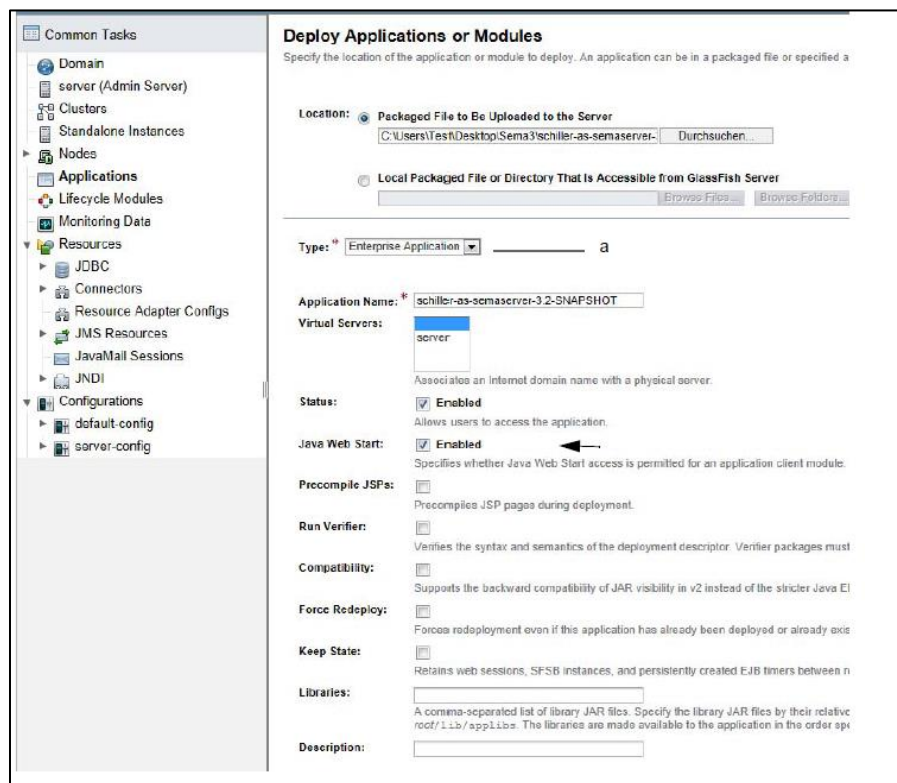 Common Tasks
Domain
server (Admin Server)
Clusters
Standalone Instances
Nodes
Applications
Lifecycle Modules
Monitoring Data
Resources
JDBC
Connectors
Resource Adapter Configs
JMS Resources
JavaMail Sessions
JNDI
Configurations
default-config
server-config
Deploy Applications or Modules
Specify the location of the application or module to deploy. An application can be in a packaged file or specified a
Location: Packaged File to Be Uploaded to the Server
C:\Users\Test\Desktop\Sema3\schiller-as-semaserver- Durchsuchen...
Local Packaged File or Directory That Is Accessible from GlassFish Server
Browse Files... Browse Folders...
Type: * Enterprise Application a
Application Name: * schiller-as-semaserver-3.2-SNAPSHOT
Virtual Servers:
server
Associates an Internet domain name with a physical server.
Status: Enabled
Allows users to access the application.
Java Web Start: Enabled
Specifies whether Java Web Start access is permitted for an application client module.
Precompile JSPs:
Precompiles JSP pages during deployment.
Run Verifier:
Verifies the syntax and semantics of the deployment descriptor. Verifier packages must
Compatibility:
Supports the backward compatibility of JAR visibility in v2 instead of the stricter Java El
Force Redeploy:
Forces redeployment even if this application has already been deployed or already exis
Keep State:
Retains web sessions, SFSB instances, and persistently created EJB timers between r
Libraries:
A comma-separated list of library JAR files. Specify the library JAR files by their relative
root/lib/applibs. The libraries are made available to the application in the order spe
Description: